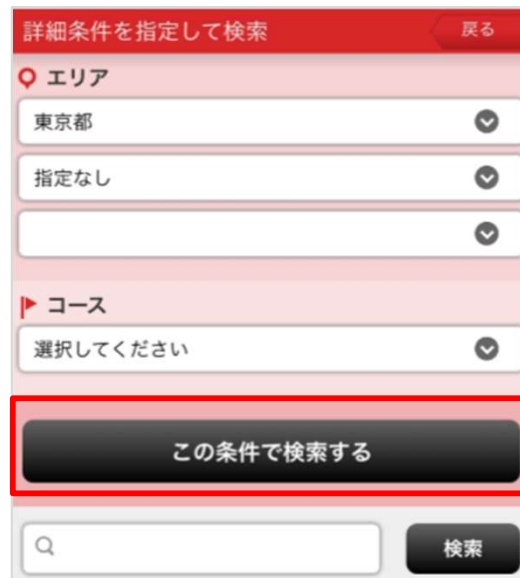 詳細条件を指定して検索
戻る
エリア
東京都
指定なし
コース
選択してください
この条件で検索する
検索